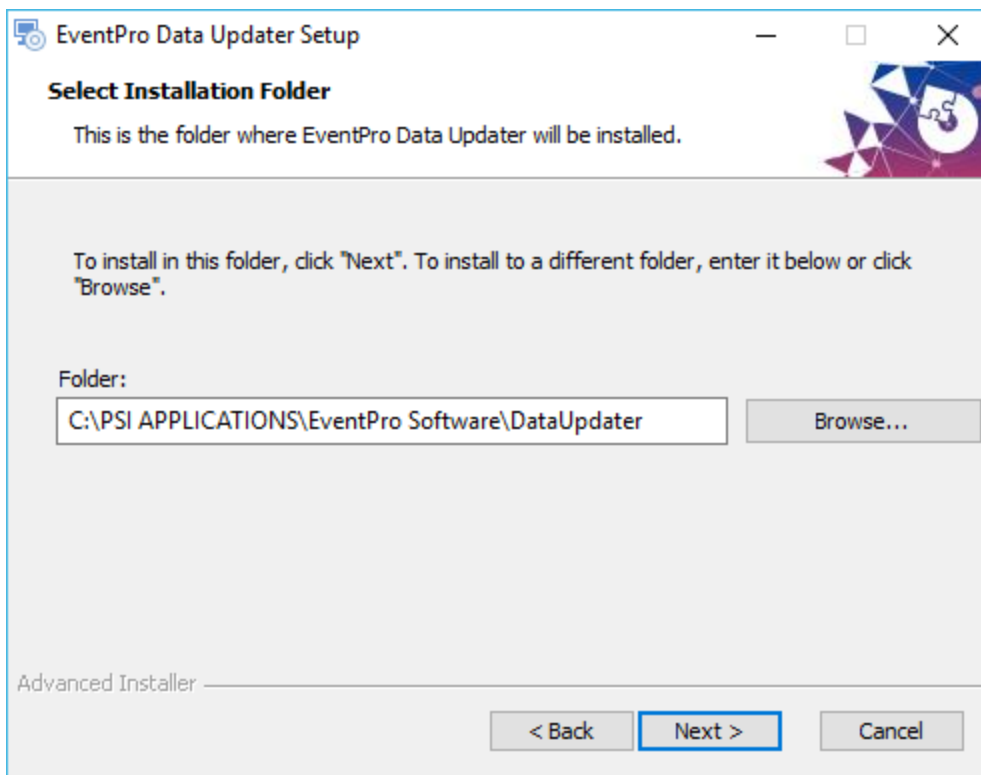 EventPro Data Updater Setup
Select Installation Folder
This is the folder where EventPro Data Updater will be installed.
To install in this folder, click "Next". To install to a different folder, enter it below or click
"Browse".
Folder:
C:\PSI APPLICATIONS\EventPro Software\DataUpdater
Browse...
Advanced Installer
< Back
Next >
Cancel